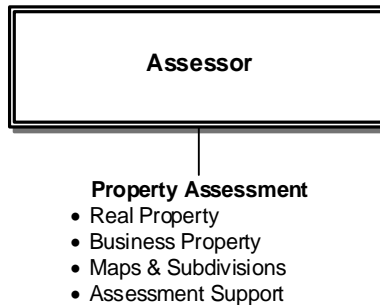 Assessor
Property Assessment
• Real Property
• Business Property
• Maps & Subdivisions
• Assessment Support